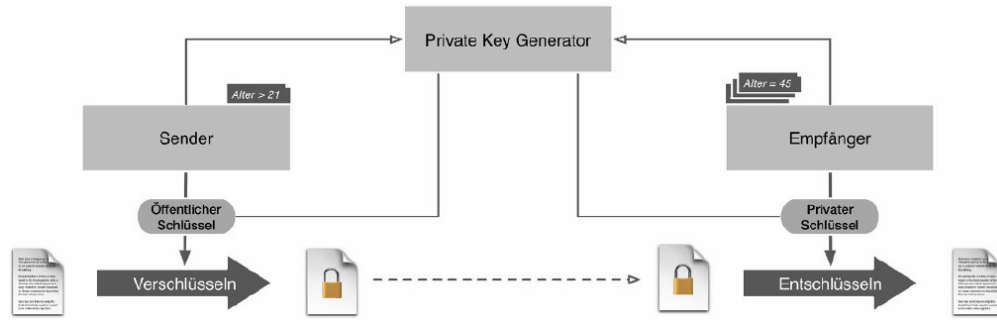 Private Key Generator
Alter > 21
Alter = 45
Sender
Empfänger
Öffentlicher
Schlüssel
Privater
Schlüssel
Verschlüsseln
Entschlüsseln